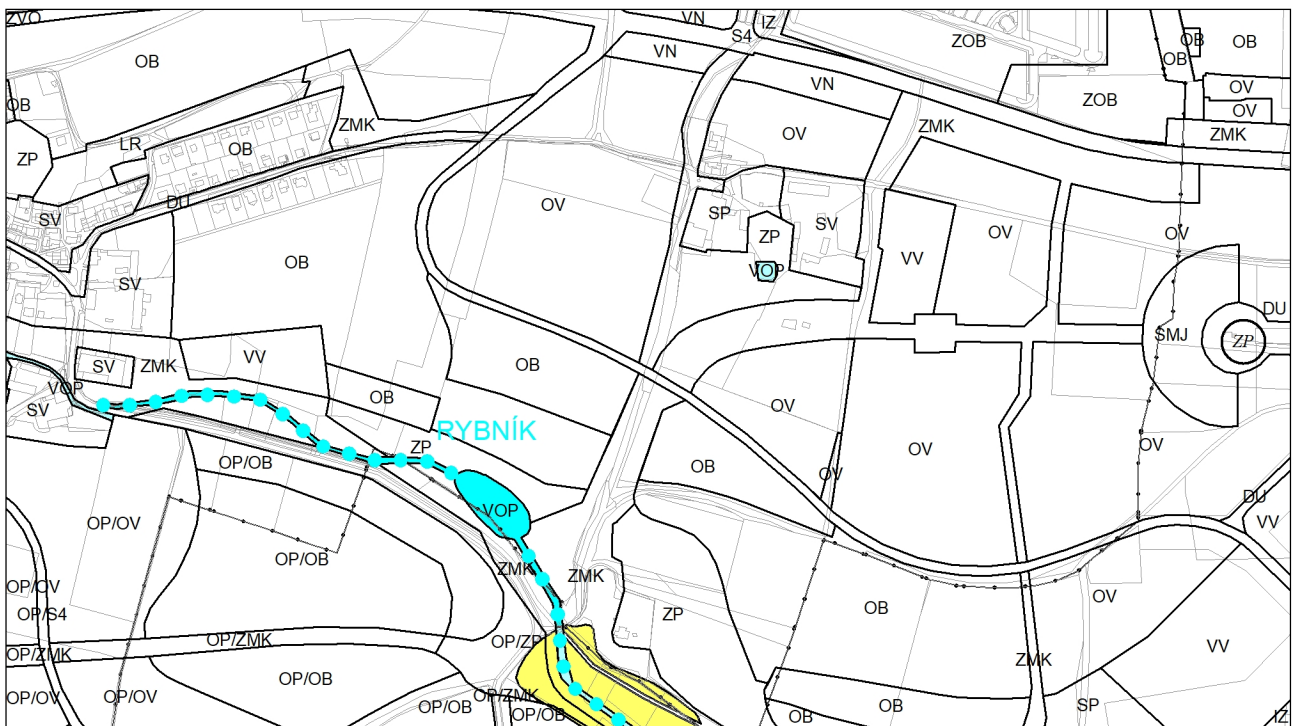 ZVO
VN
IZ
S4
OB
VN
ZOB
OB
OB
OB
OB
VN
ZOB
OV
OV
OB
ZMK
OV
ZMK
ZMK
LR
OB
ZP
DU
SV
OV
SP
ZP
SV
OV
OV
VV
OB
VOP
SV
DU
SMJ
ZP
SV
ZMK
VV
OB
VOP
OB
SV
OV
RYBNÍK
ZP
OP/OB
OB
OV
OV
OV
VOP
DU
OP/OV
VV
OP/OB
ZMK
ZMK
OP/OV
OV
OP/S4
OB
ZP
OP/ZMK
OP/ZP
VV
OP/ZMK
ZMK
OP/OB
OP/OV
OP/OV
OP/ZMK
OP/OB
OP/OB
OB
OB
SP
IZ